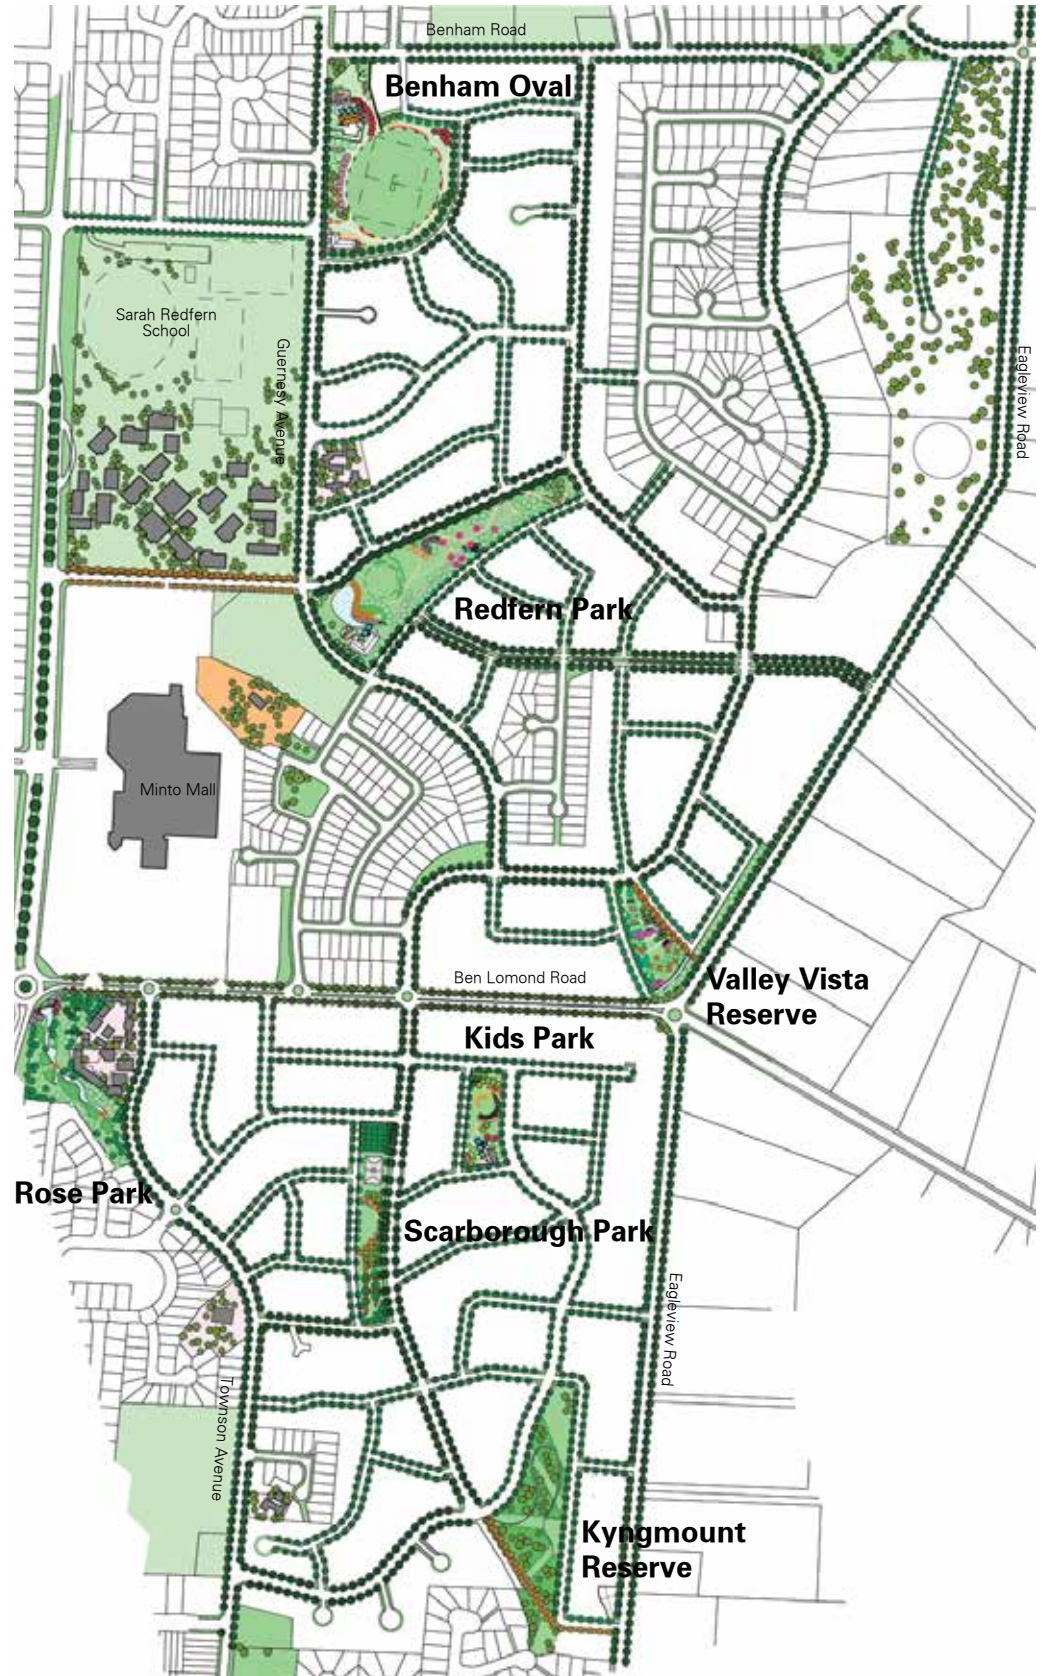 Benham Road
Benham Oval
Sarah Redfern
School
Guernesy Avenue
Eagleview Road
Redfern Park
Minto Mall
Ben Lomond Road
Valley Vista
Reserve
Kids Park
Rose Park
Scarborough Park
Eagleview Road
Townson Avenue
Kyngmount
Reserve